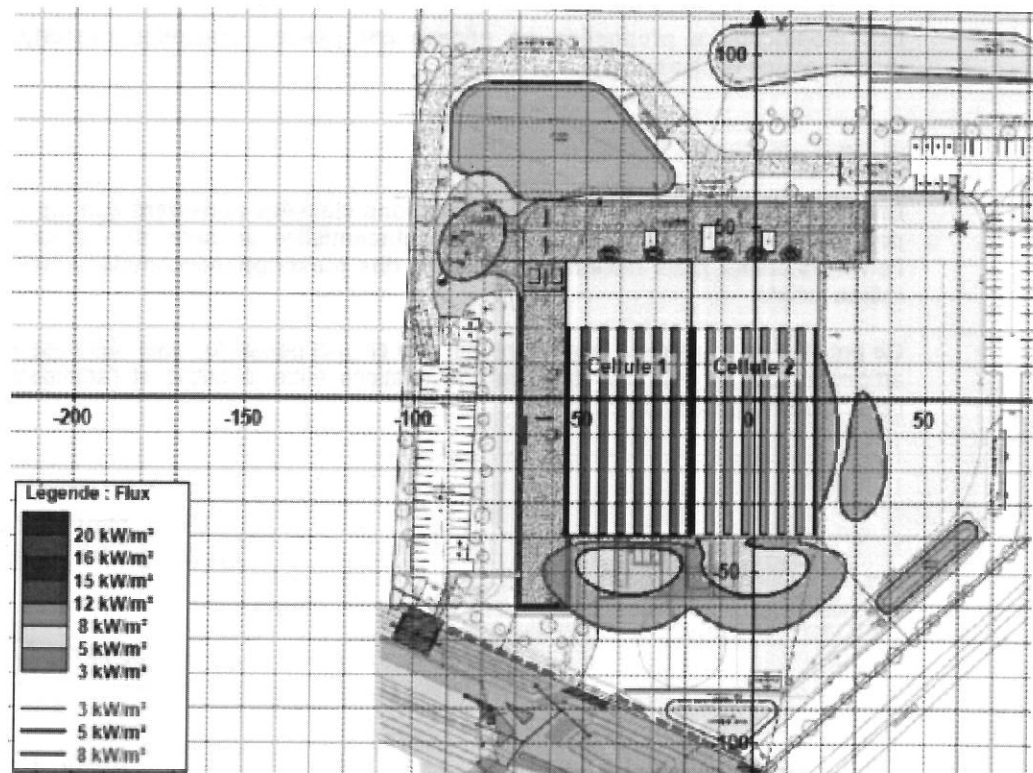 100
Y
50
Cellule 1
Cellule 2
-200
-150
-100
-50
0
50
-50
-100
Légende : Flux
20 kW/m²
16 kW/m²
15 kW/m²
12 kW/m²
8 kW/m²
5 kW/m²
3 kW/m²
3 kW/m²
5 kW/m²
8 kW/m²